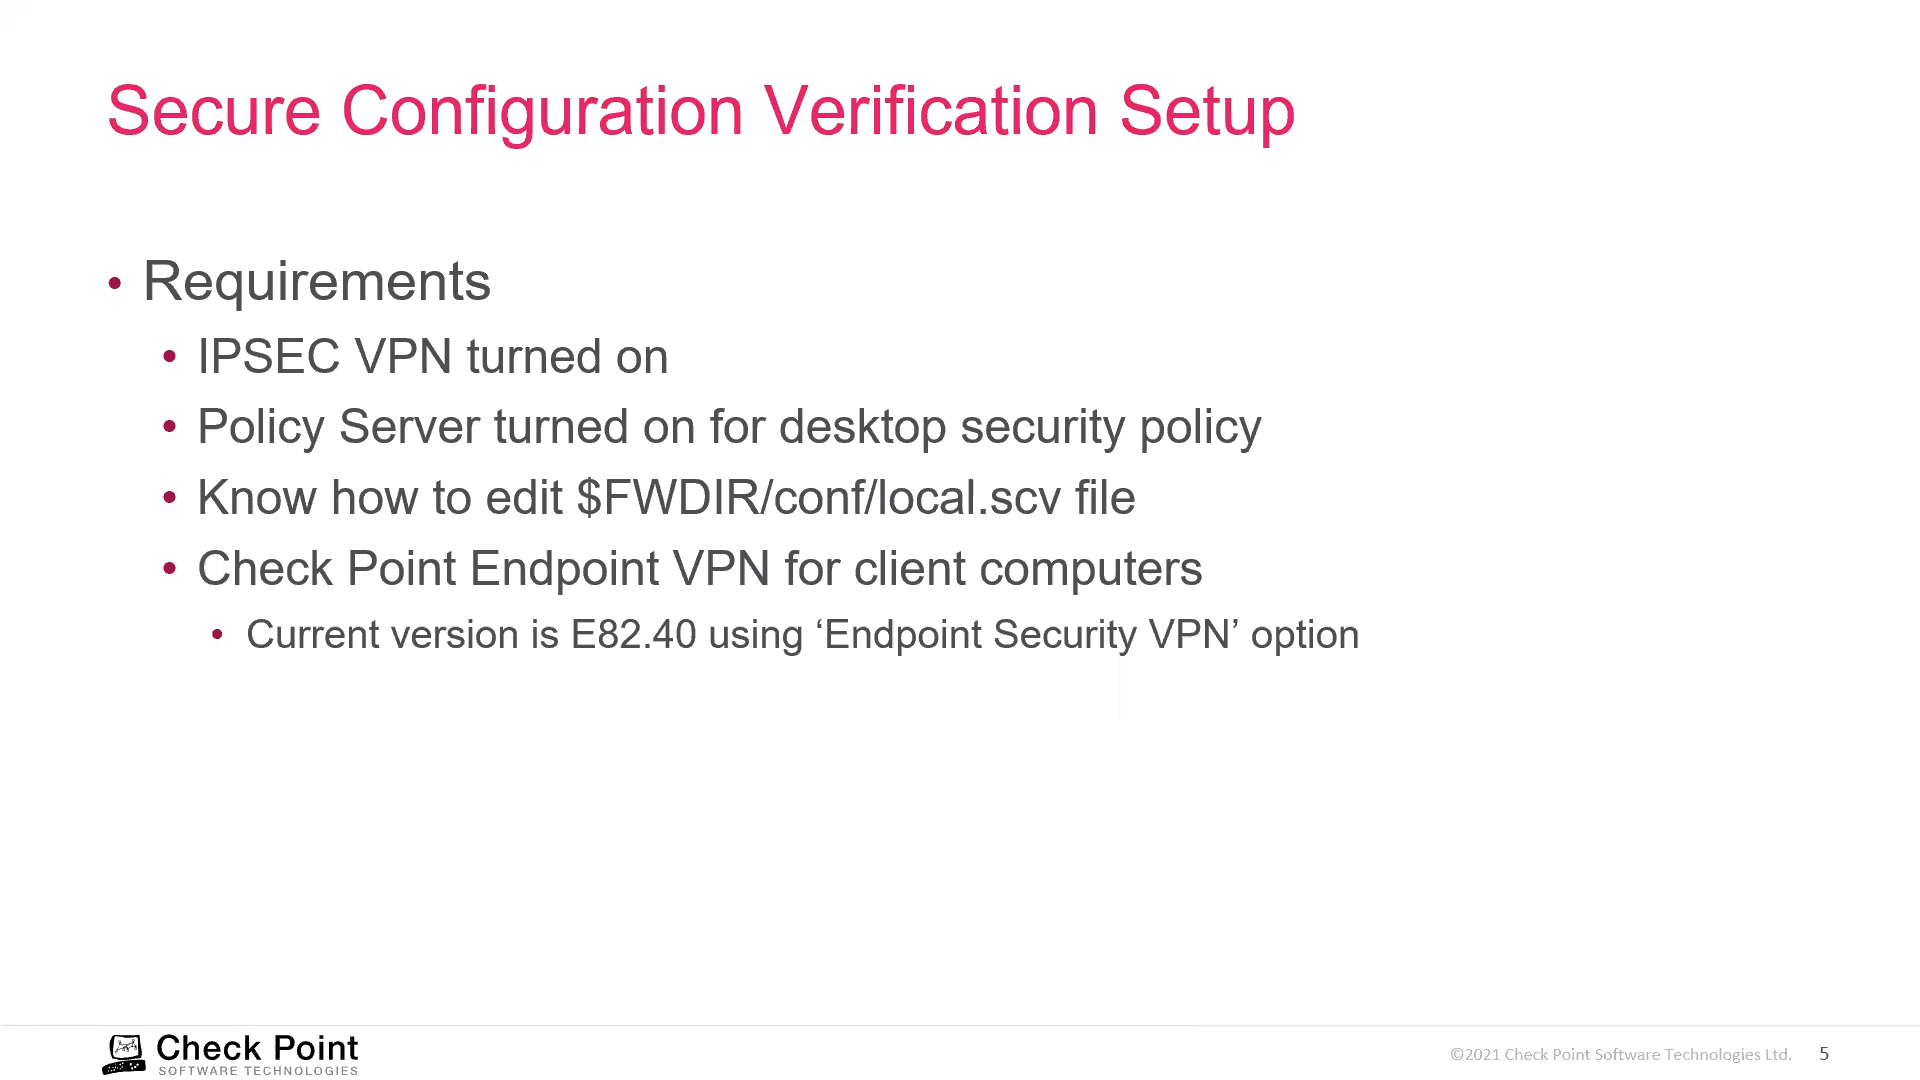 Secure Configuration Verification Setup
• Requirements
• IPSEC VPN turned on
• Policy Server turned on for desktop security policy
• Know how to edit $FWDIR/conf/local.scv file
• Check Point Endpoint VPN for client computers
• Current version is E82.40 using ‘Endpoint Security VPN’ option
Check Point
SOFTWARE TECHNOLOGIES
©2021 Check Point Software Technologies Ltd. 5